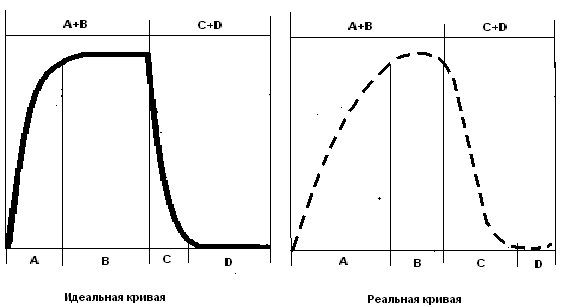 A+B C+D A+B C+D
A B C D A B C D
Идеальная кривая Реальная кривая